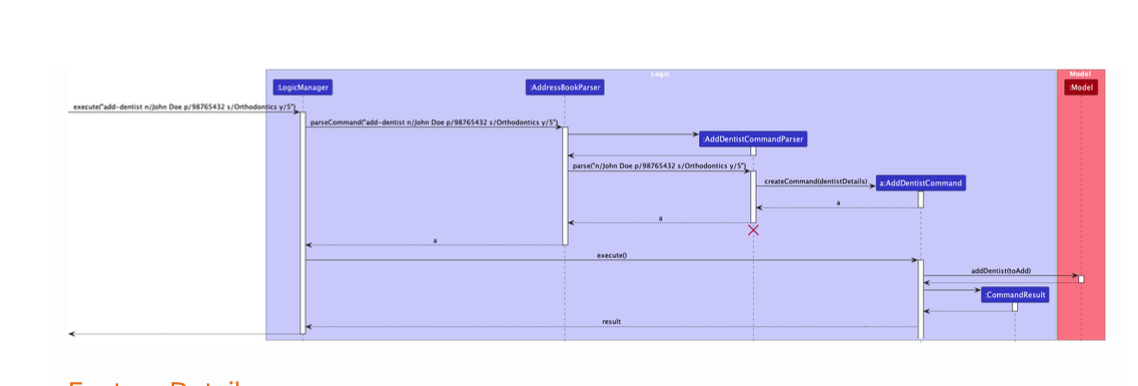 Logic
Model
:LogicManager
:AddressBookParser
:Model
execute("add-dentist n/John Doe p/98765432 s/Orthodontics y/5")
parseCommand("add-dentist n/John Doe p/98765432 s/Orthodontics y/5")
:AddDentistCommandParser
parse("n/John Doe p/98765432 s/Orthodontics y/5")
createCommand(dentistDetails)
a:AddDentistCommand
a
a
a
execute()
addDentist(toAdd)
:CommandResult
result